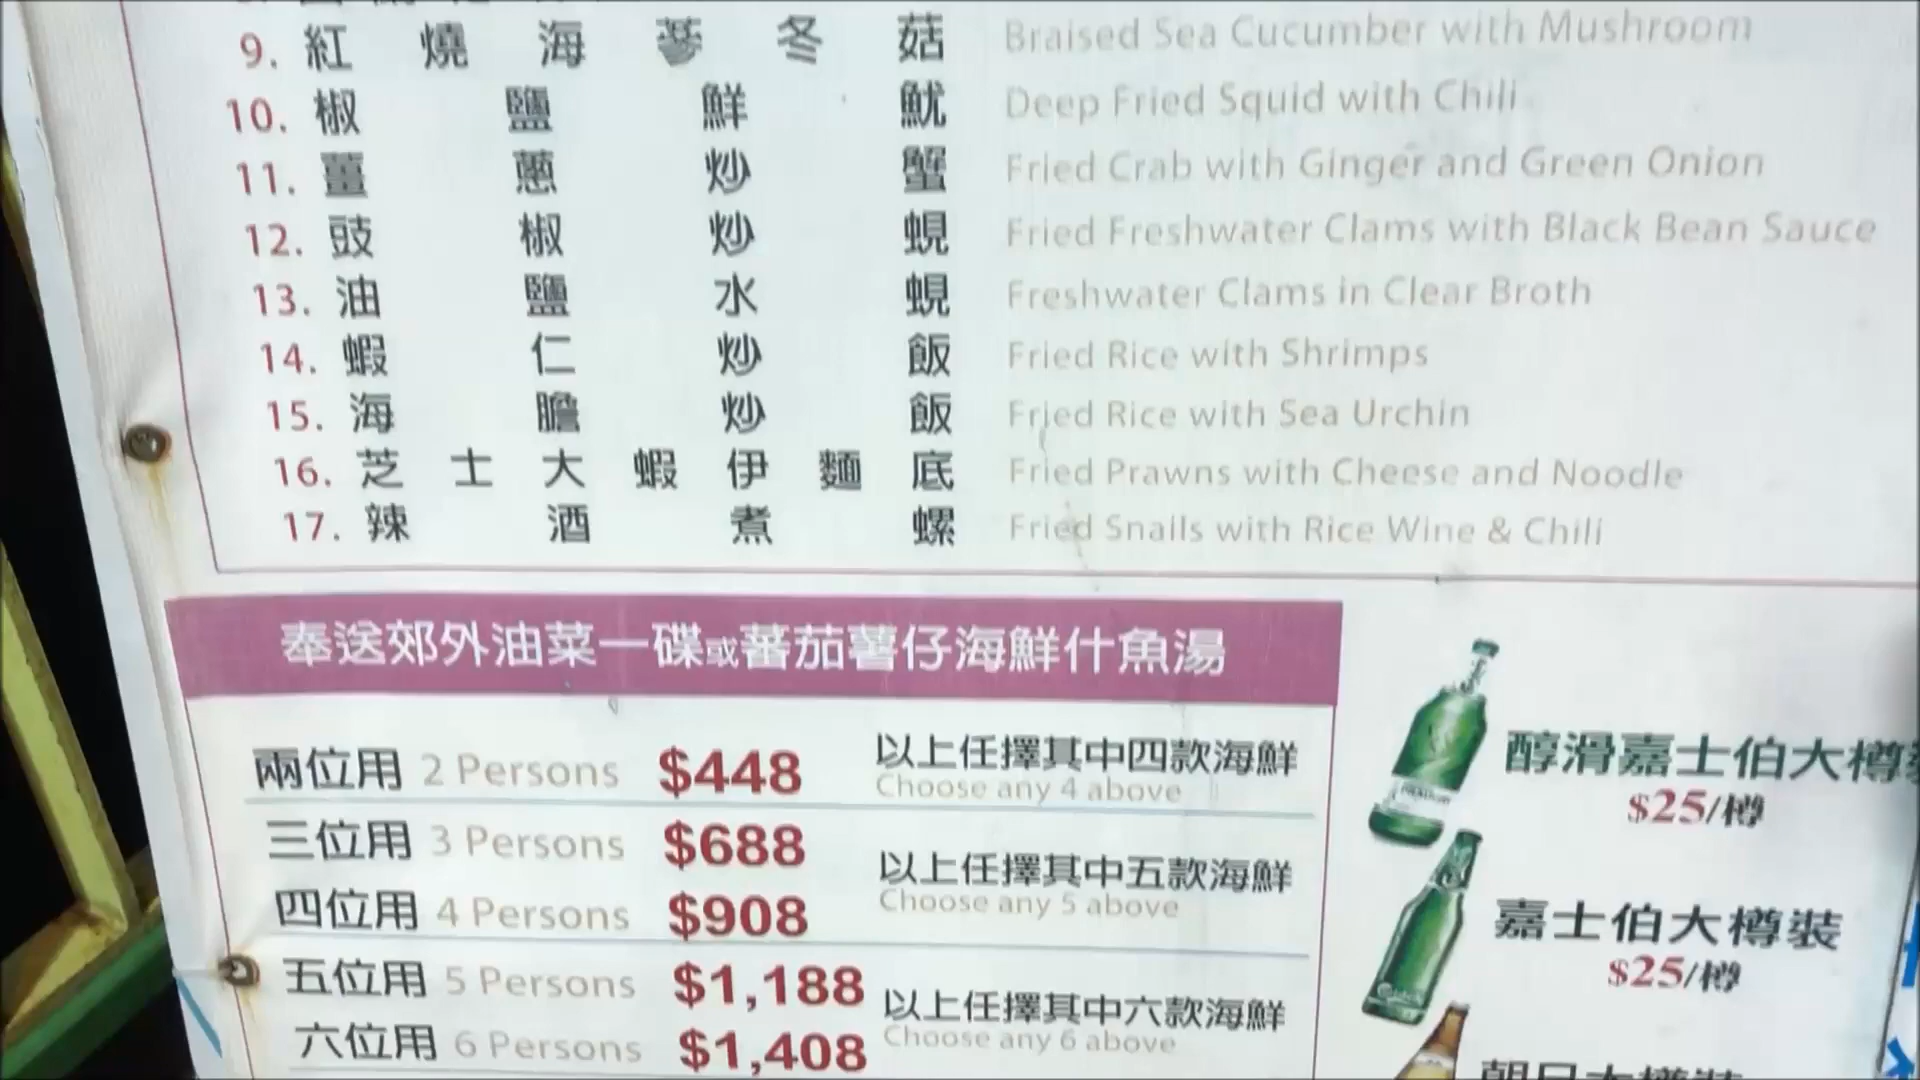 9. 紅燒海蔘冬菇 Braised Sea Cucumber with Mushroom
10. 椒鹽鮮魷 Deep Fried Squid with Chili
11. 薑蔥炒蟹 Fried Crab with Ginger and Green Onion
12. 豉椒炒蜆 Fried Freshwater Clams with Black Bean Sauce
13. 油鹽水蜆 Freshwater Clams in Clear Broth
14. 蝦仁炒飯 Fried Rice with Shrimps
15. 海膽炒飯 Fried Rice with Sea Urchin
16. 芝士大蝦伊麵底 Fried Prawns with Cheese and Noodle
17. 辣酒煮螺 Fried Snails with Rice Wine & Chili
奉送郊外油菜一碟或蕃茄薯仔海鮮什魚湯
兩位用 2 Persons $448 以上任擇其中四款海鮮
Choose any 4 above
三位用 3 Persons $688
四位用 4 Persons $908
以上任擇其中五款海鮮
Choose any 5 above
五位用 5 Persons $1,188
六位用 6 Persons $1,408
以上任擇其中六款海鮮
Choose any 6 above
醇滑嘉士伯大樽
$25/樽
嘉士伯大樽裝
$25/樽
朝日大樽裝